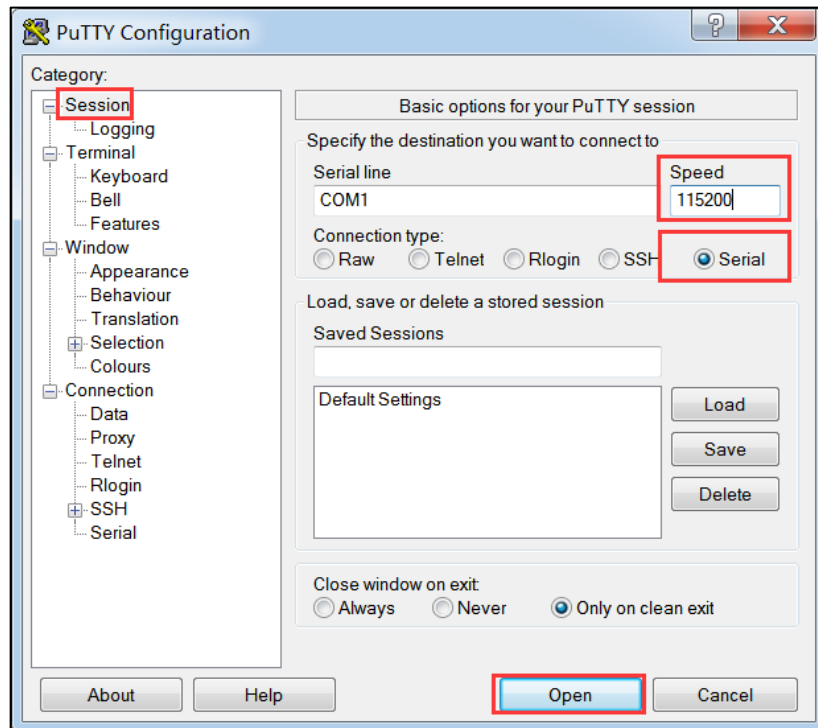 PuTTY Configuration
Category:
Session
Logging
Terminal
Keyboard
Bell
Features
Window
Appearance
Behaviour
Translation
Selection
Colours
Connection
Data
Proxy
Telnet
Rlogin
SSH
Serial
Basic options for your PuTTY session
Specify the destination you want to connect to
Serial line Speed
COM1 115200
Connection type:
Raw Telnet Rlogin SSH Serial
Load, save or delete a stored session
Saved Sessions
Default Settings
Load
Save
Delete
Close window on exit:
Always Never Only on clean exit
About Help Open Cancel